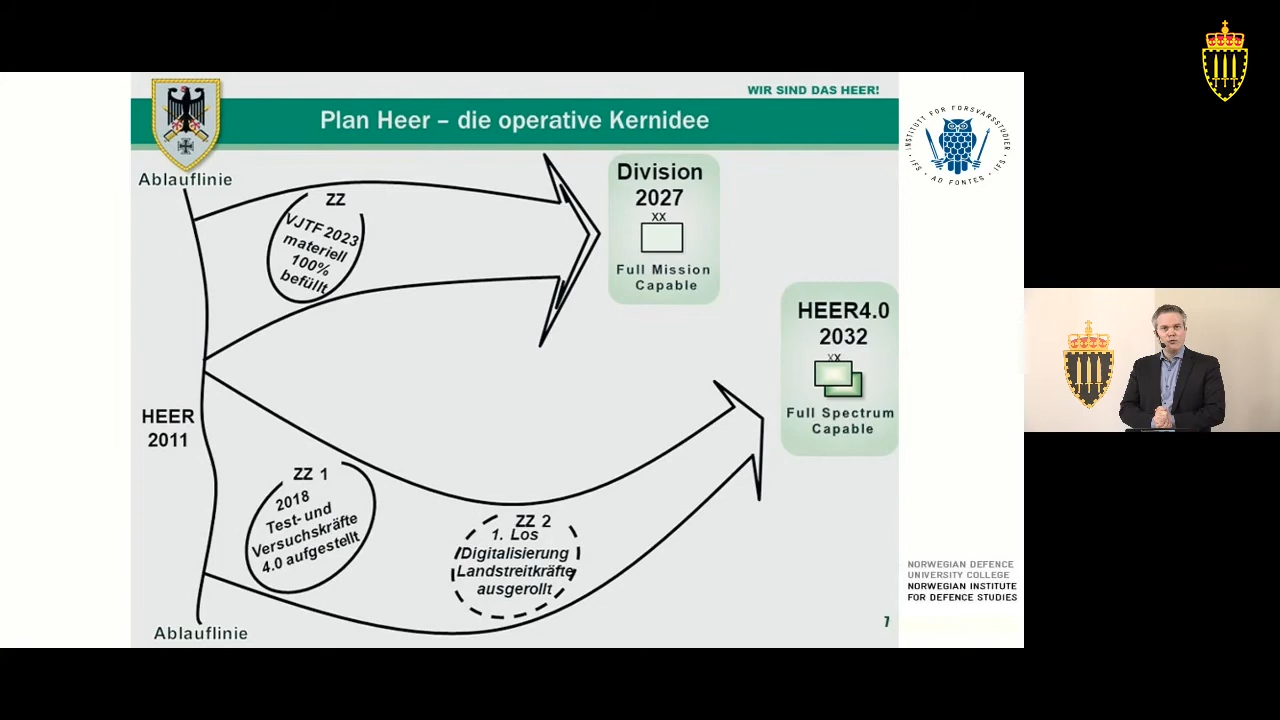 WIR SIND DAS HEER!
Plan Heer – die operative Kernidee
Ablauflinie
ZZ
VJTF 2023
materiell
100%
befüllt
Division
2027
XX
Full Mission
Capable
HEER4.0
2032
XX
Full Spectrum
Capable
HEER
2011
ZZ 1
2018
Test- und
Versuchskräfte
4.0 aufgestellt
ZZ 2
1. Los
Digitalisierung
Landstreitkräfte
ausgerollt
Ablauflinie
7
INSTITUTT FOR FORSVARSSTUDIER
IFS • AD FONTES • IFS
NORWEGIAN DEFENCE
UNIVERSITY COLLEGE
NORWEGIAN INSTITUTE
FOR DEFENCE STUDIES